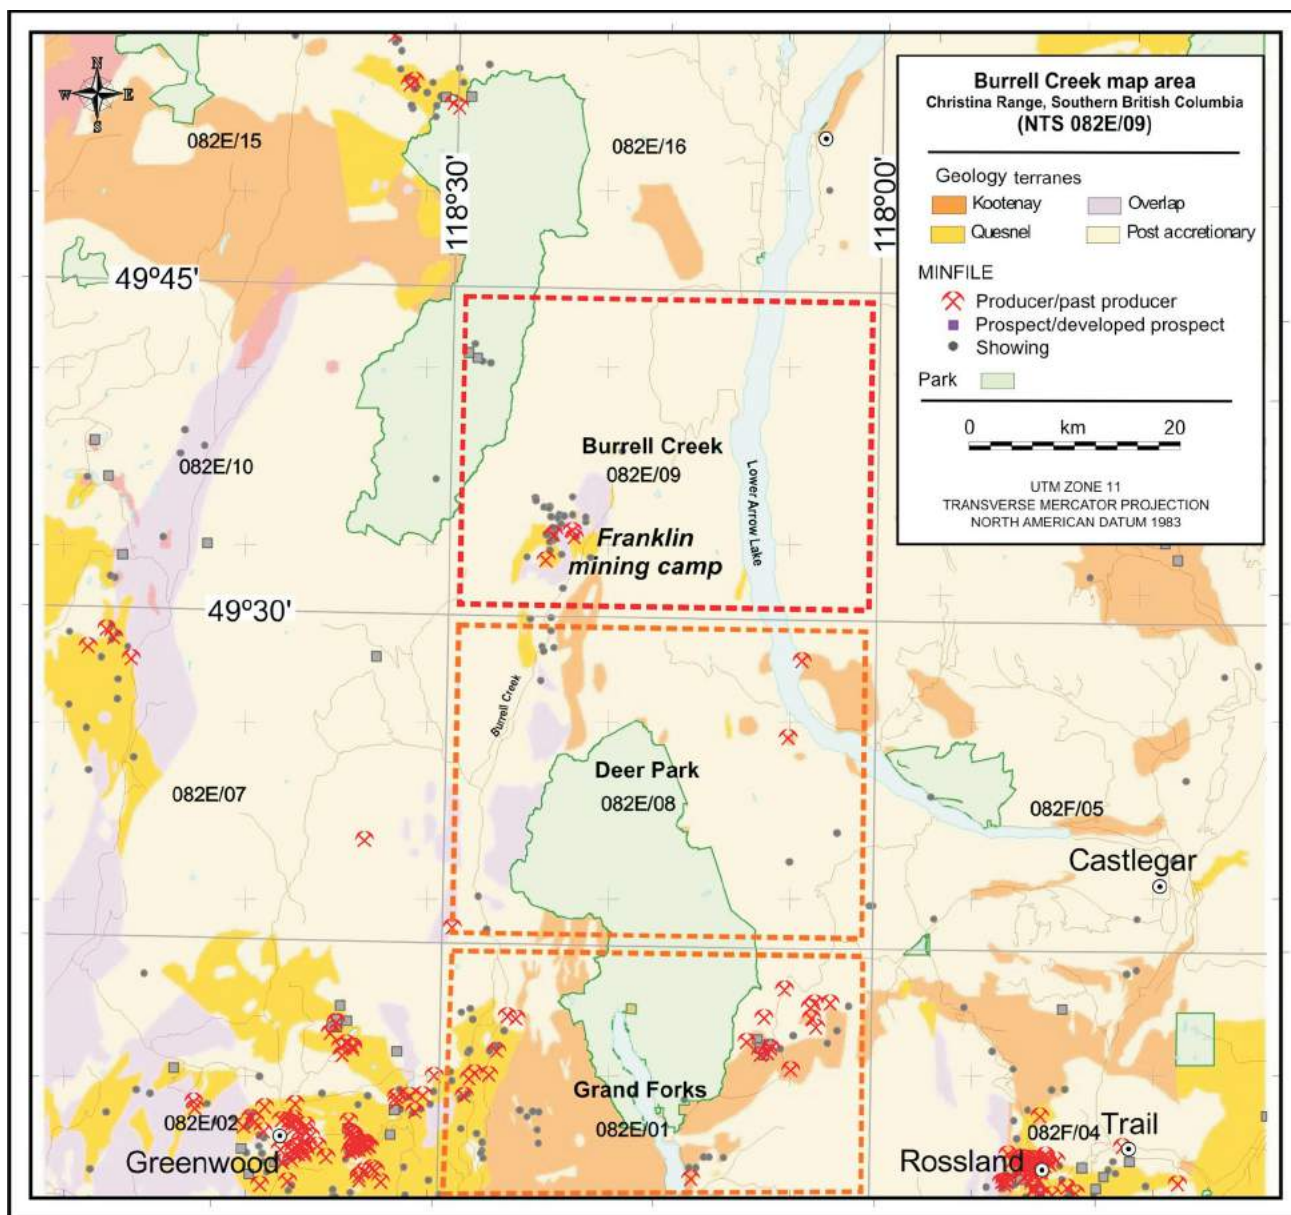 N
W E
S
082E/15
082E/16
118º30'
118º00'
49º45'
Burrell Creek map area
Christina Range, Southern British Columbia
(NTS 082E/09)
Geology terranes
Kootenay
Overlap
Quesnel
Post accretionary
MINFILE
Producer/past producer
Prospect/developed prospect
Showing
Park
0 km 20
UTM ZONE 11
TRANSVERSE MERCATOR PROJECTION
NORTH AMERICAN DATUM 1983
082E/10
Burrell Creek
082E/09
Lower Arrow Lake
Franklin
mining camp
49º30'
Burrell Creek
082E/07
Deer Park
082E/08
082F/05
Castlegar
Grand Forks
082E/01
082E/02
Greenwood
082F/04
Trail
Rossland